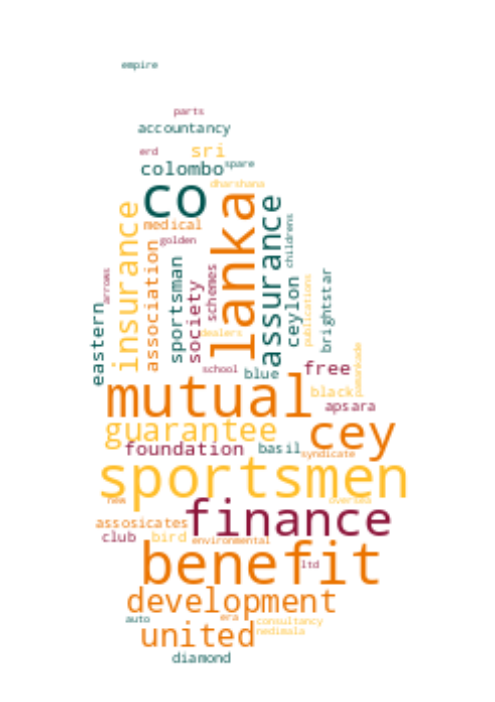 empire
parts
accountancy
erd
sri
colombo
spare
dharshana
co
lanka
assurance
insurance
medical
golden
childrens
association
sportsman
society
schemes
ceylon
publications
brightstar
arrows
eastern
dealers
school
blue
free
pamankade
mutual
black
apsara
guarantee
cey
foundation
basil
syndicate
sportsmen
new
oversea
finance
assosicates
club
bird
environmental
benefit
ltd
development
auto
era
consultancy
united
nedimala
diamond